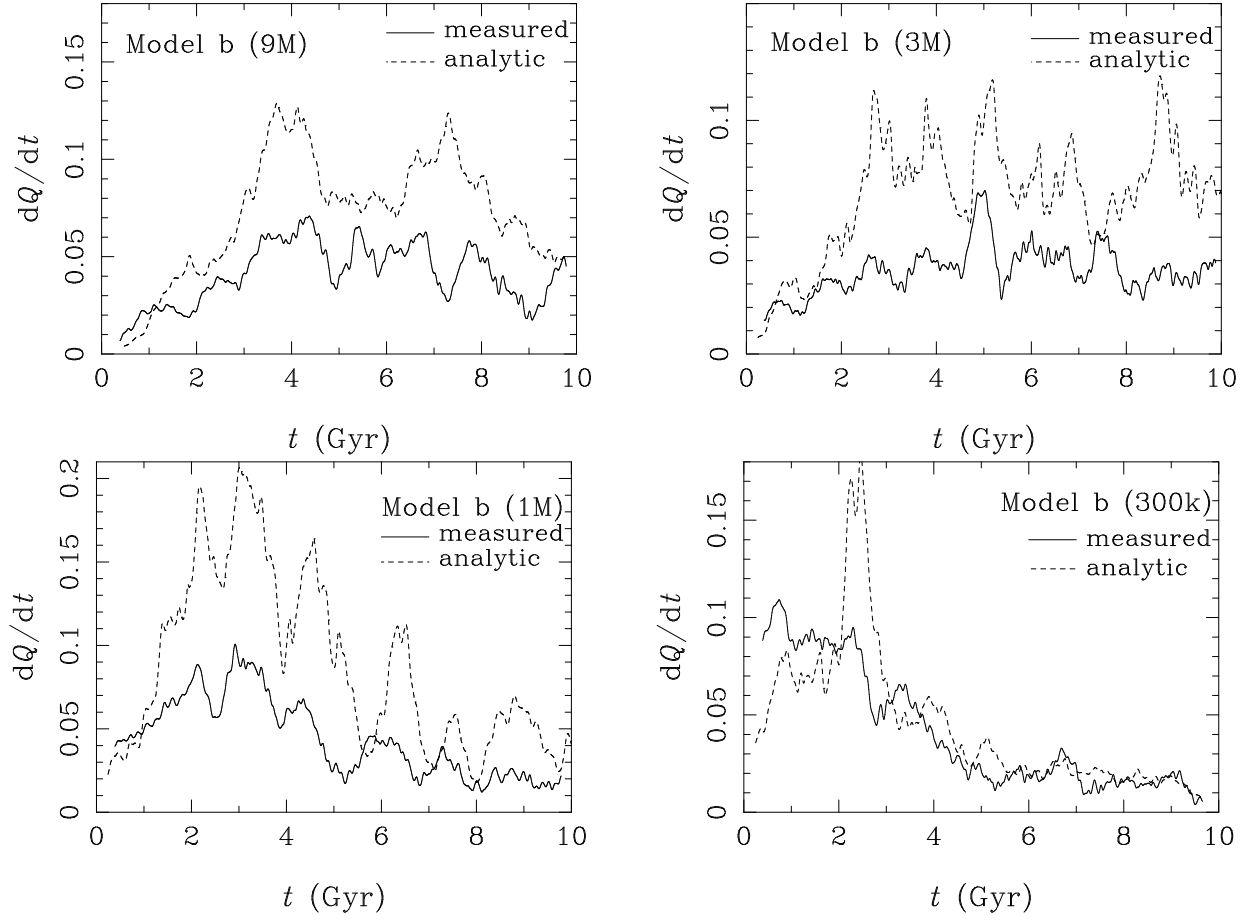 Model b (9M)
measured
analytic
dQ/dt
0.15
0.1
0.05
0
0 2 4 6 8 10
t (Gyr)
Model b (3M)
measured
analytic
dQ/dt
0.1
0.05
0
0 2 4 6 8 10
t (Gyr)
Model b (1M)
measured
analytic
dQ/dt
0.2
0.15
0.1
0.05
0
0 2 4 6 8 10
t (Gyr)
Model b (300k)
measured
analytic
dQ/dt
0.15
0.1
0.05
0
0 2 4 6 8 10
t (Gyr)